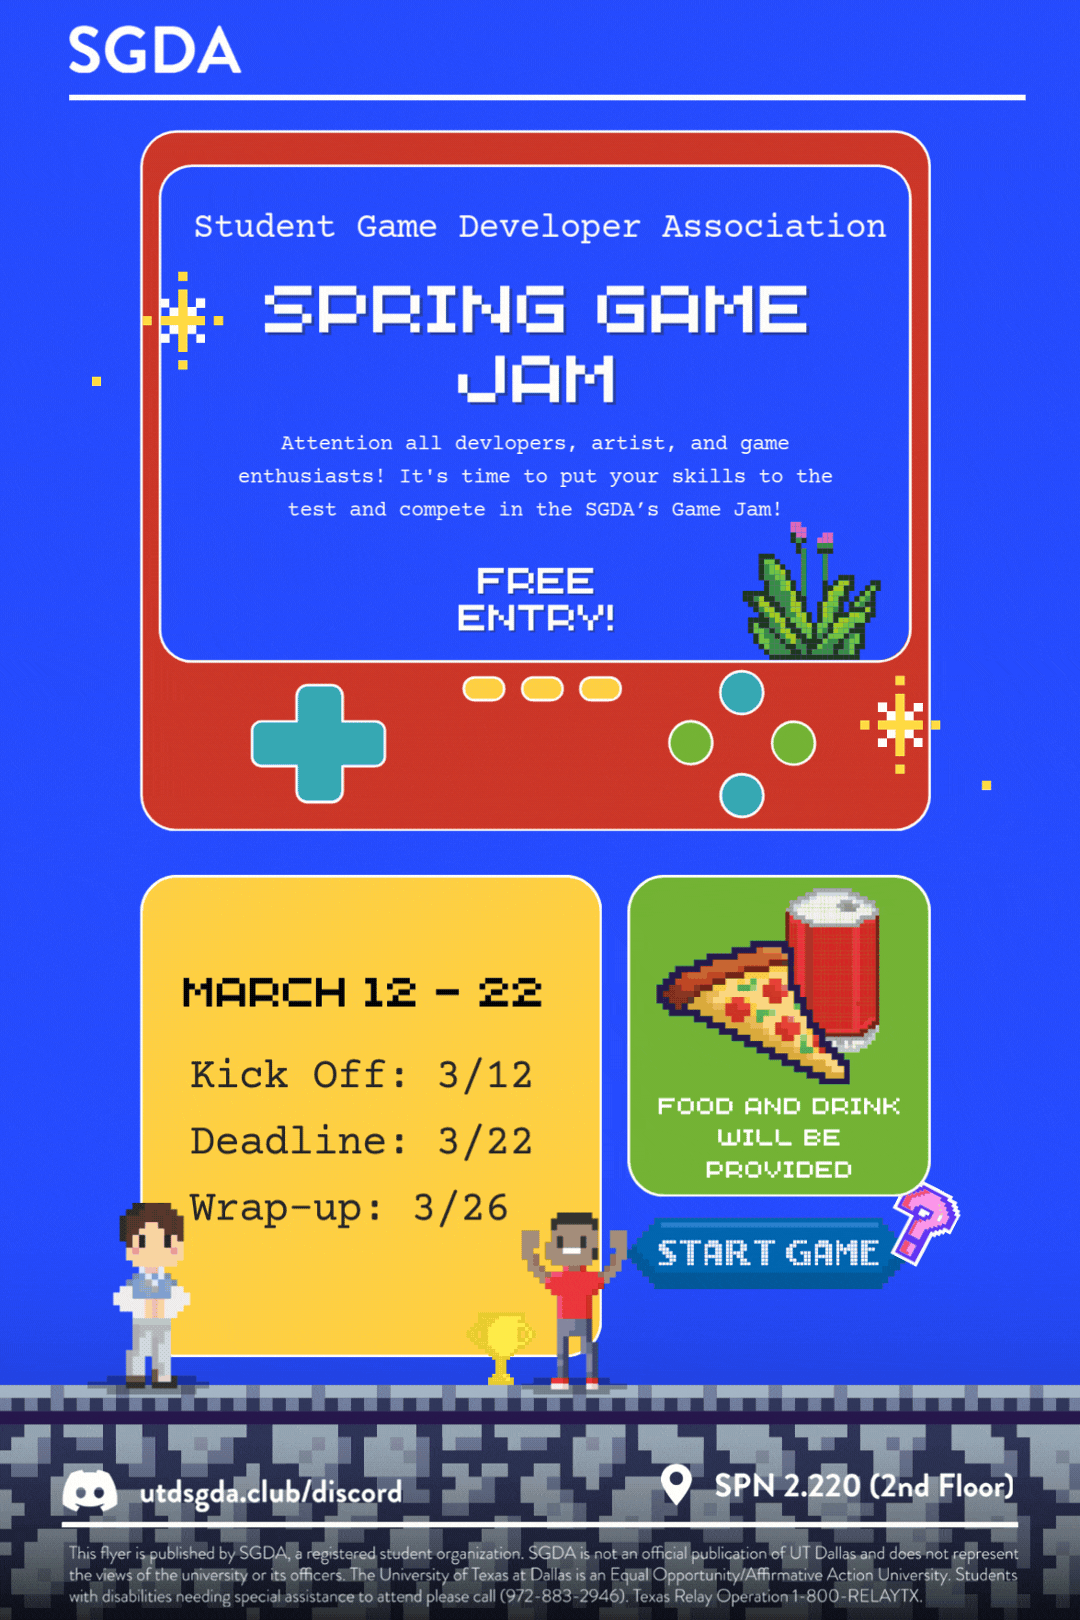 SGDA
Student Game Developer Association
SPRING GAME
JAM
Attention all devlopers, artist, and game
enthusiasts! It's time to put your skills to the
test and compete in the SGDA’s Game Jam!
FREE
ENTRY!
MARCH 12 - 22
Kick Off: 3/12
Deadline: 3/22
Wrap-up: 3/26
FOOD AND DRINK
WILL BE
PROVIDED
START GAME
?
utdsgda.club/discord
SPN 2.220 (2nd Floor)
This flyer is published by SGDA, a registered student organization. SGDA is not an official publication of UT Dallas and does not represent
the views of the university or its officers. The University of Texas at Dallas is an Equal Opportunity/Affirmative Action University. Students
with disabilities needing special assistance to attend please call (972-883-2946). Texas Relay Operation 1-800-RELAYTX.